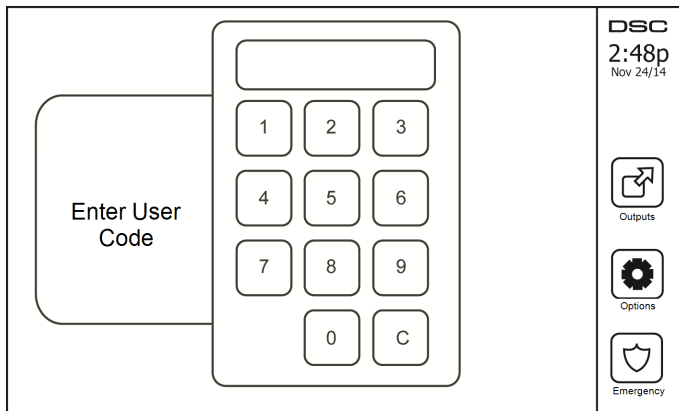 Enter User
Code
1 2 3
4 5 6
7 8 9
0 C
DSC
2:48p
Nov 24/14
Outputs
Options
Emergency